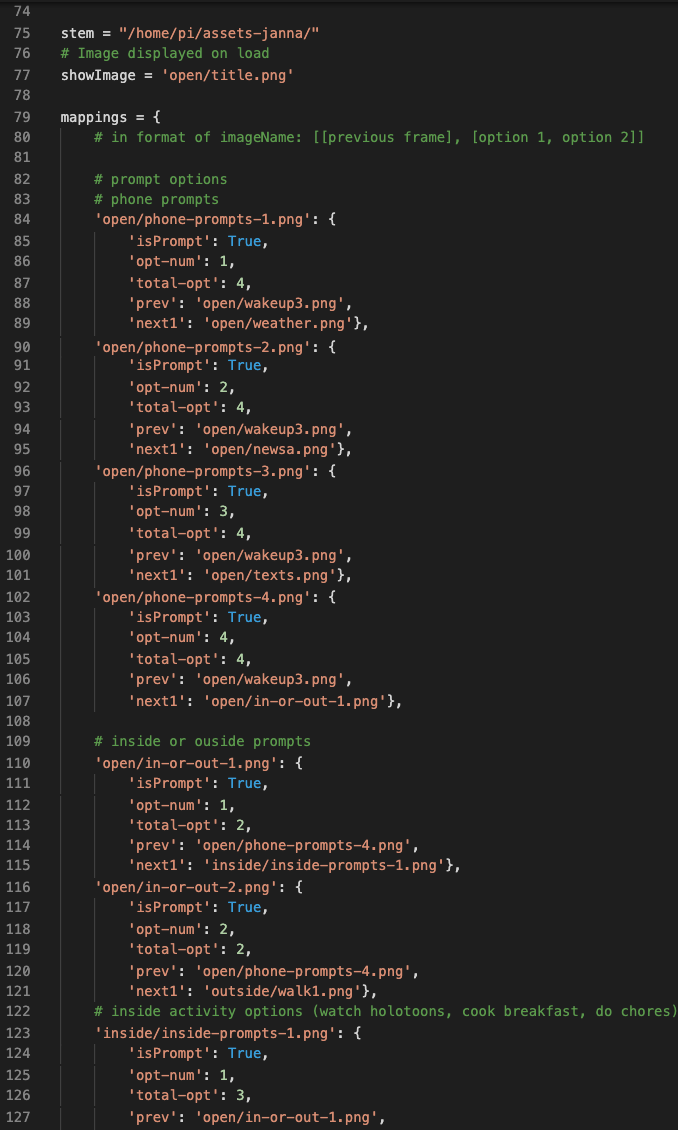 74
75 stem = "/home/pi/assets-janna/"
76 # Image displayed on load
77 showImage = 'open/title.png'
78
79 mappings = {
80 # in format of imageName: [[previous frame], [option 1, option 2]]
81
82 # prompt options
83 # phone prompts
84 'open/phone-prompts-1.png': {
85 'isPrompt': True,
86 'opt-num': 1,
87 'total-opt': 4,
88 'prev': 'open/wakeup3.png',
89 'next1': 'open/weather.png'},
90 'open/phone-prompts-2.png': {
91 'isPrompt': True,
92 'opt-num': 2,
93 'total-opt': 4,
94 'prev': 'open/wakeup3.png',
95 'next1': 'open/newsa.png'},
96 'open/phone-prompts-3.png': {
97 'isPrompt': True,
98 'opt-num': 3,
99 'total-opt': 4,
100 'prev': 'open/wakeup3.png',
101 'next1': 'open/texts.png'},
102 'open/phone-prompts-4.png': {
103 'isPrompt': True,
104 'opt-num': 4,
105 'total-opt': 4,
106 'prev': 'open/wakeup3.png',
107 'next1': 'open/in-or-out-1.png'},
108
109 # inside or ouside prompts
110 'open/in-or-out-1.png': {
111 'isPrompt': True,
112 'opt-num': 1,
113 'total-opt': 2,
114 'prev': 'open/phone-prompts-4.png',
115 'next1': 'inside/inside-prompts-1.png'},
116 'open/in-or-out-2.png': {
117 'isPrompt': True,
118 'opt-num': 2,
119 'total-opt': 2,
120 'prev': 'open/phone-prompts-4.png',
121 'next1': 'outside/walk1.png'},
122 # inside activity options (watch holotoons, cook breakfast, do chores)
123 'inside/inside-prompts-1.png': {
124 'isPrompt': True,
125 'opt-num': 1,
126 'total-opt': 3,
127 'prev': 'open/in-or-out-1.png',